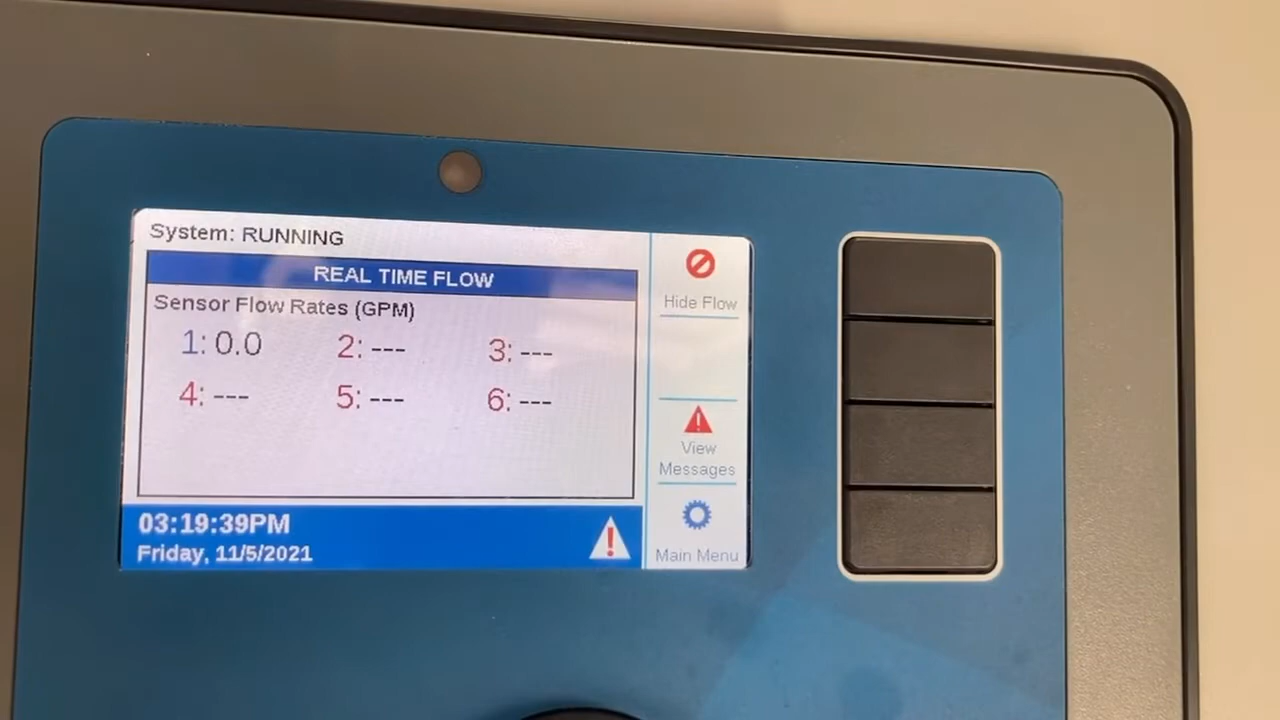 System: RUNNING
REAL TIME FLOW
Sensor Flow Rates (GPM)
1: 0.0 2: --- 3: ---
4: --- 5: --- 6: ---
03:19:39PM
Friday, 11/5/2021
Hide Flow
View
Messages
Main Menu